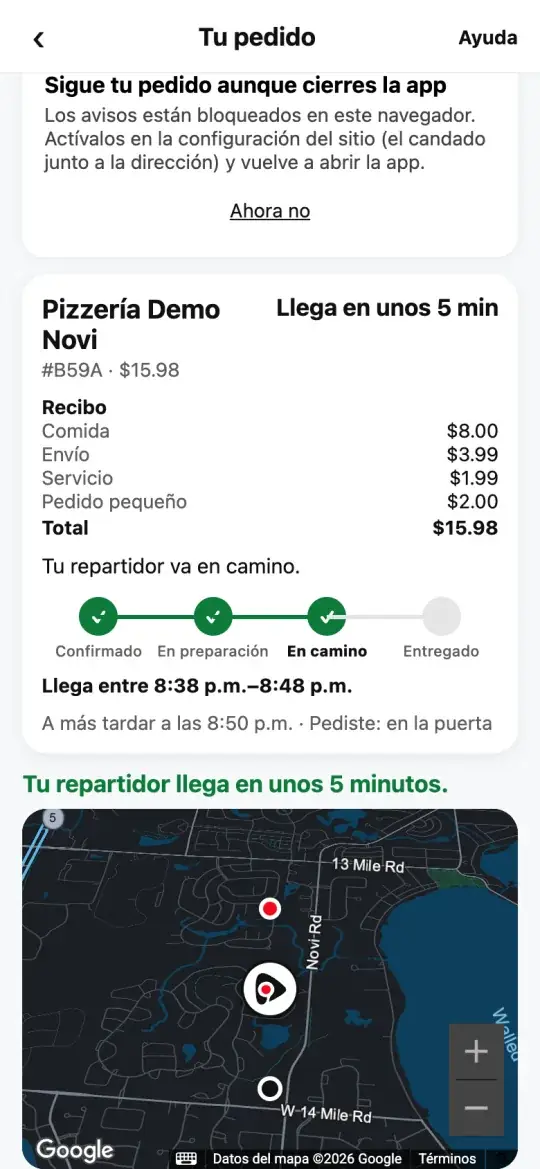 Tu pedido
Ayuda
Sigue tu pedido aunque cierres la app
Los avisos están bloqueados en este navegador.
Actívalos en la configuración del sitio (el candado
junto a la dirección) y vuelve a abrir la app.
Ahora no
Pizzería Demo
Novi
Llega en unos 5 min
#B59A · $15.98
Recibo
Comida $8.00
Envío $3.99
Servicio $1.99
Pedido pequeño $2.00
Total $15.98
Tu repartidor va en camino.
Confirmado En preparación En camino Entregado
Llega entre 8:38 p.m.–8:48 p.m.
A más tardar a las 8:50 p.m. · Pediste: en la puerta
Tu repartidor llega en unos 5 minutos.
5
13 Mile Rd
Novi Rd
W 14 Mile Rd
Google
Datos del mapa ©2026 Google
Términos